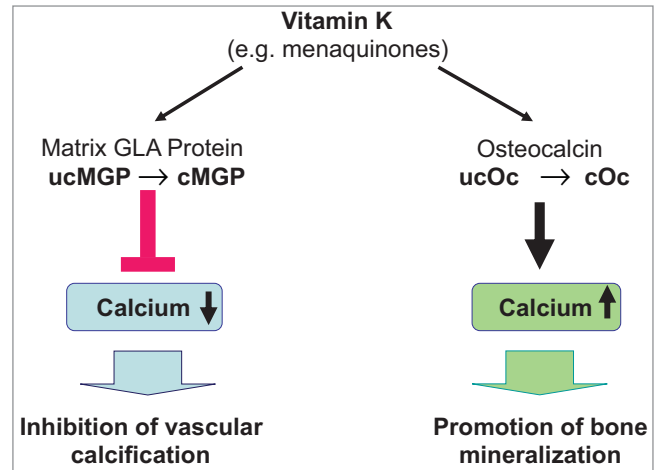 Vitamin K
(e.g. menaquinones)
Matrix GLA Protein
ucMGP → cMGP
Osteocalcin
ucOc → cOc
Calcium ↓
Calcium ↑
Inhibition of vascular
calcification
Promotion of bone
mineralization